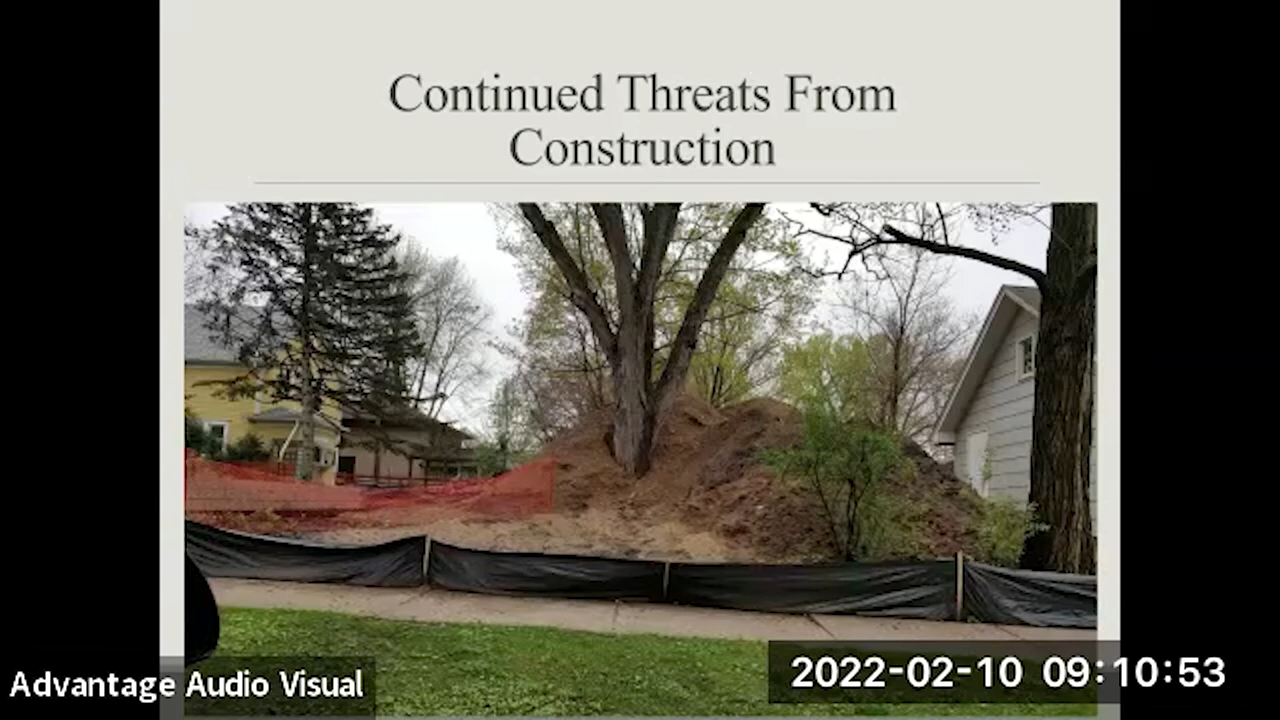 Continued Threats From
Construction
Advantage Audio Visual
2022-02-10 09:10:53